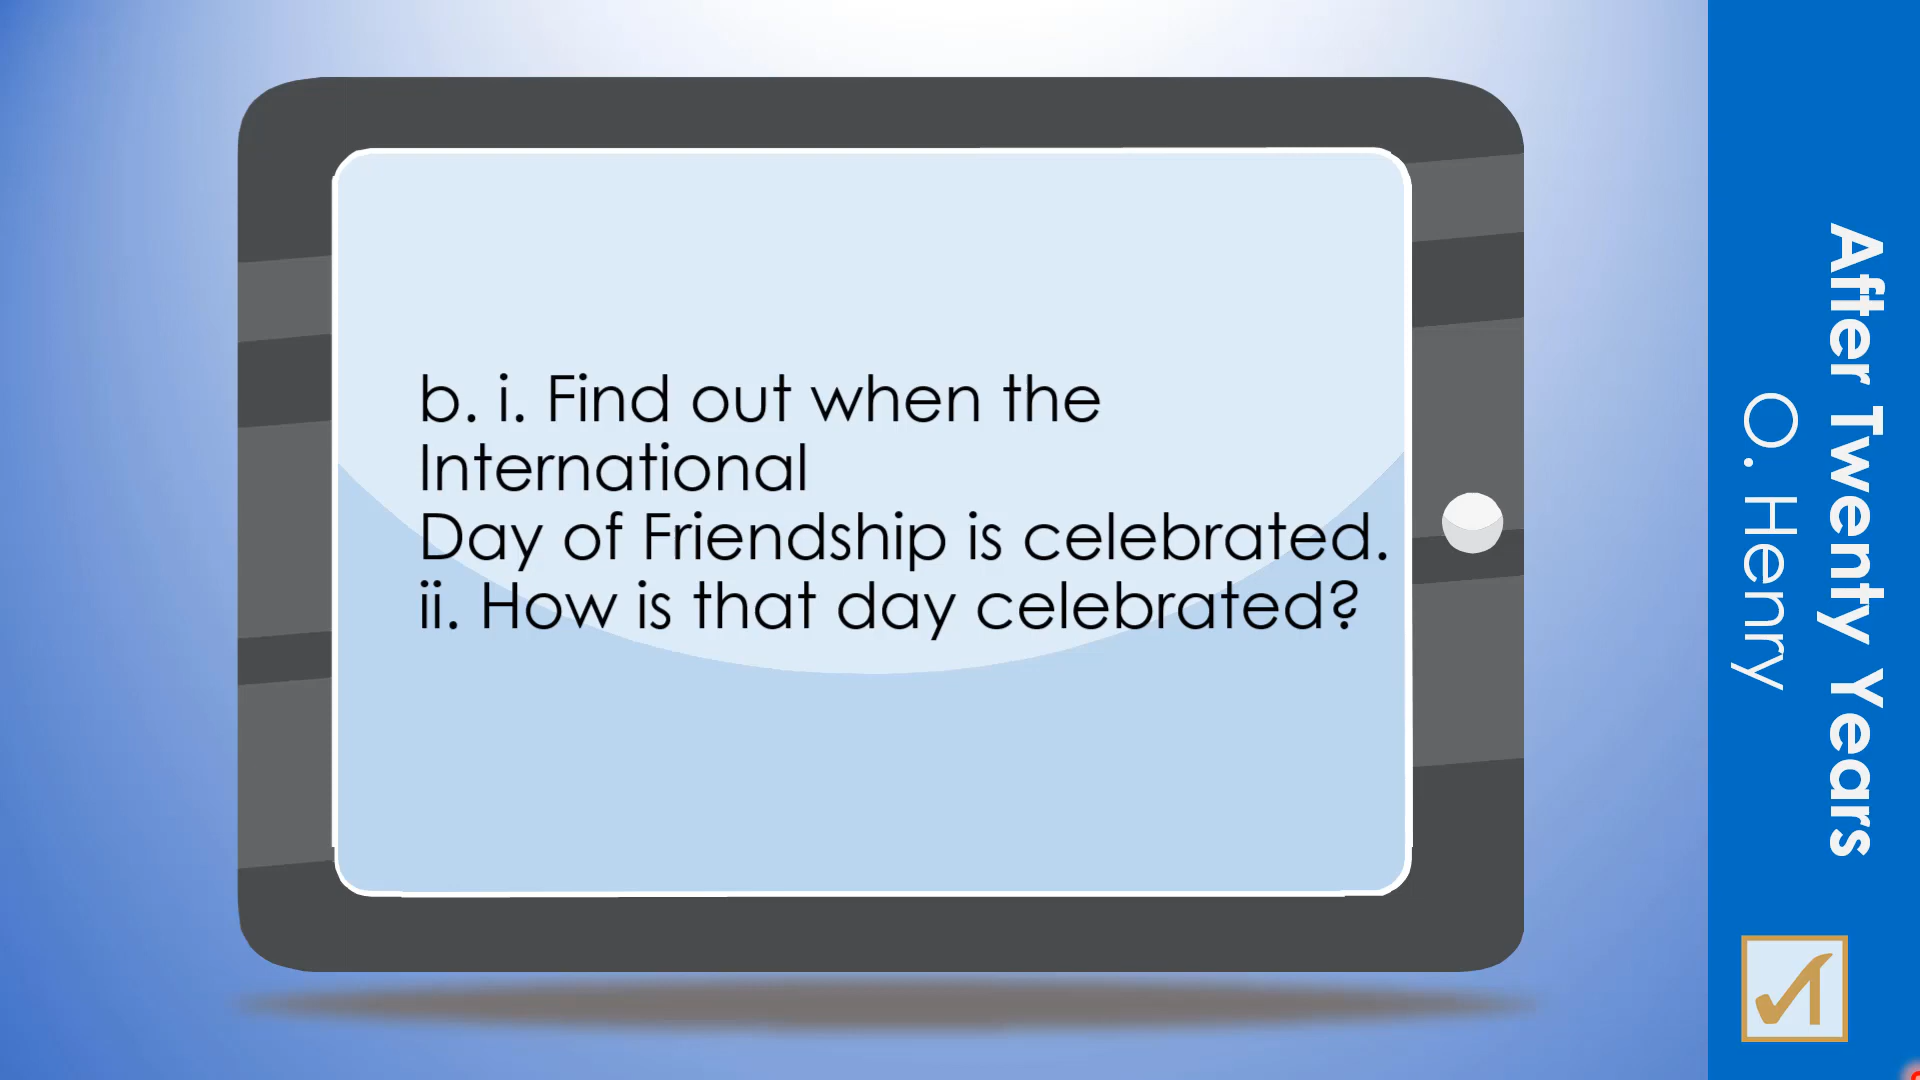 b. i. Find out when the
International
Day of Friendship is celebrated.
ii. How is that day celebrated?
After Twenty Years
O. Henry